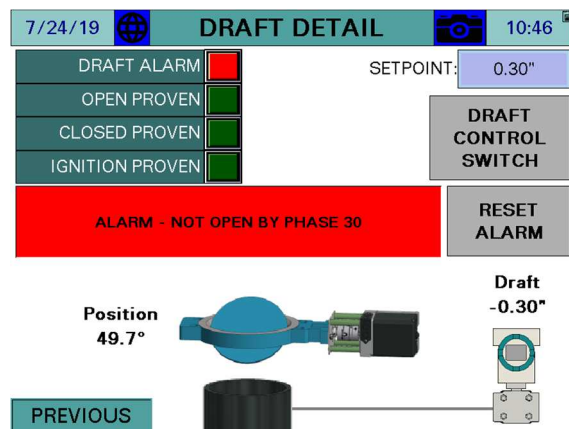 7/24/19
DRAFT DETAIL
10:46
DRAFT ALARM
SETPOINT: 0.30"
OPEN PROVEN
CLOSED PROVEN
IGNITION PROVEN
DRAFT
CONTROL
SWITCH
ALARM - NOT OPEN BY PHASE 30
RESET
ALARM
Position
49.7°
Draft
-0.30"
PREVIOUS